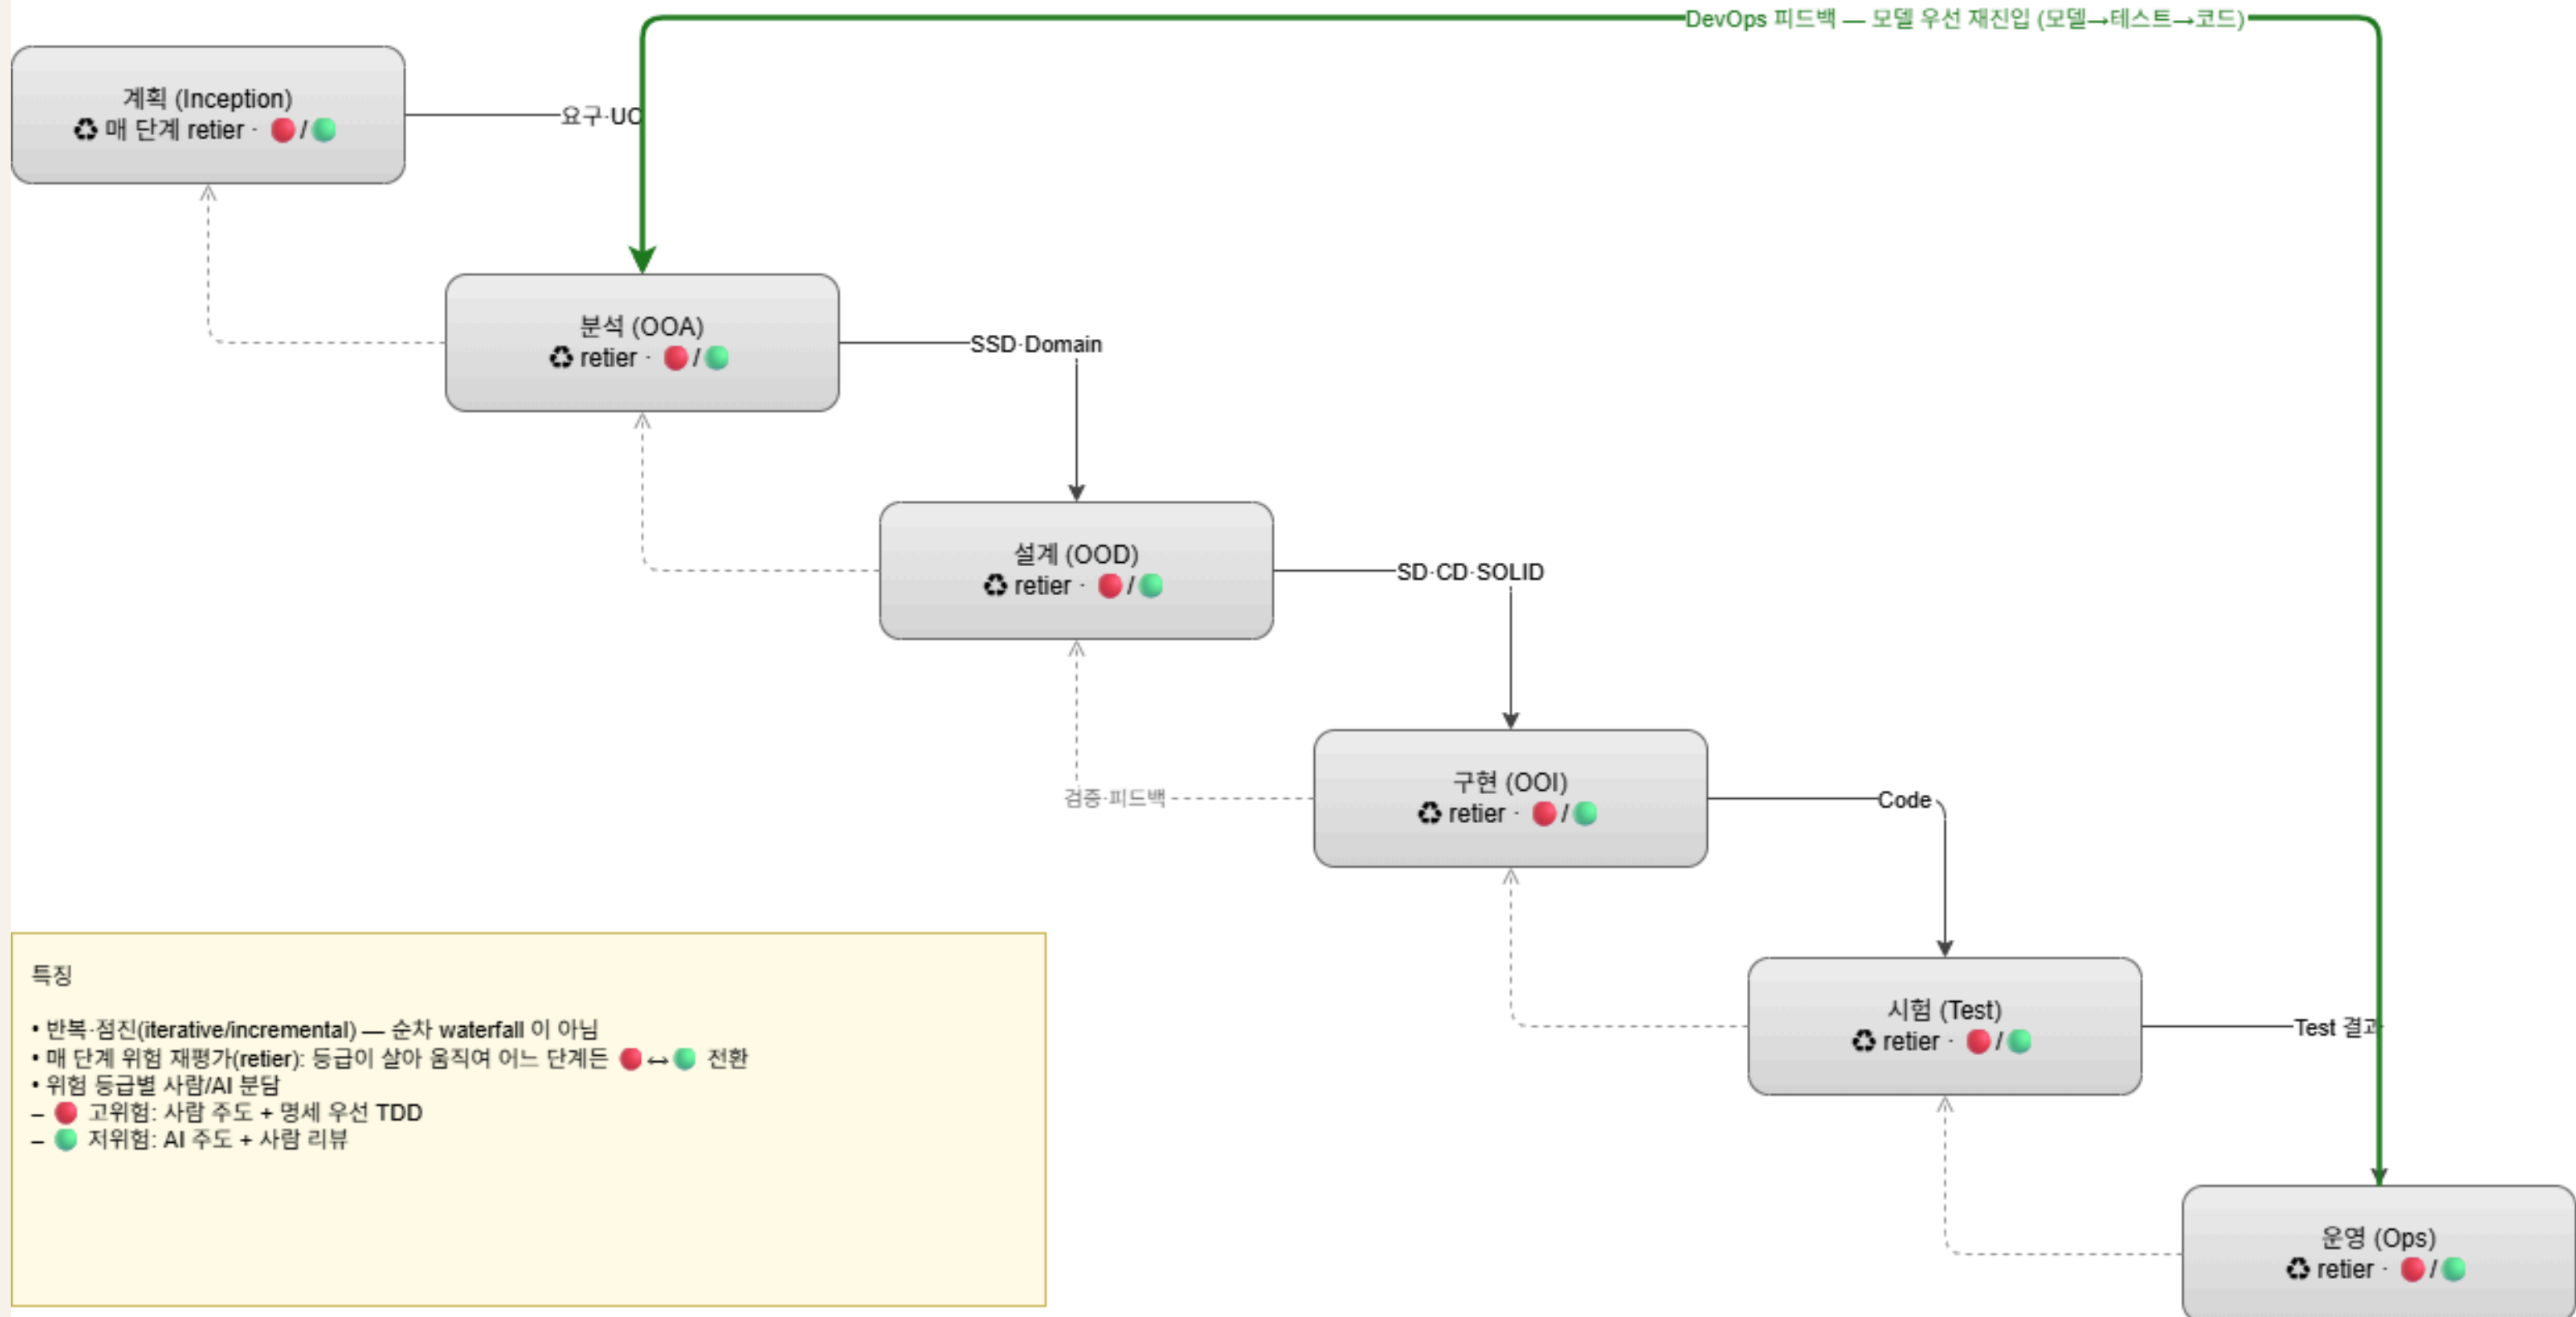 DevOps 피드백 — 모델 우선 재진입 (모델→테스트→코드)
계획 (Inception)
♻ 매 단계 retier · 🔴/🟢
요구·UC
분석 (OOA)
♻ retier · 🔴/🟢
SSD·Domain
설계 (OOD)
♻ retier · 🔴/🟢
SD·CD·SOLID
구현 (OOI)
♻ retier · 🔴/🟢
검증·피드백
Code
시험 (Test)
♻ retier · 🔴/🟢
Test 결과
운영 (Ops)
♻ retier · 🔴/🟢
특징
• 반복·점진(iterative/incremental) — 순차 waterfall 이 아님
• 매 단계 위험 재평가(retier): 등급이 살아 움직여 어느 단계든 🔴↔🟢 전환
• 위험 등급별 사람/AI 분담
– 🔴 고위험: 사람 주도 + 명세 우선 TDD
– 🟢 저위험: AI 주도 + 사람 리뷰